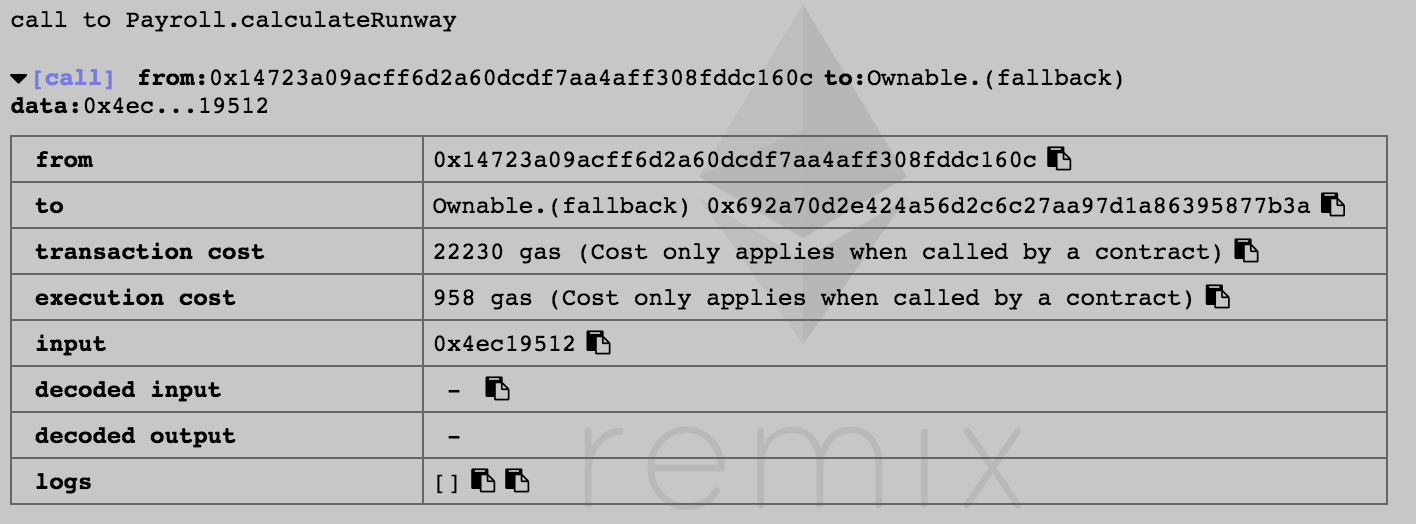 call to Payroll.calculateRunway
[call] from:0x14723a09acff6d2a60dcdf7aa4aff308fddc160c to:Ownable.(fallback)
data:0x4ec...19512
from 0x14723a09acff6d2a60dcdf7aa4aff308fddc160c
to Ownable.(fallback) 0x692a70d2e424a56d2c6c27aa97d1a86395877b3a
transaction cost 22230 gas (Cost only applies when called by a contract)
execution cost 958 gas (Cost only applies when called by a contract)
input 0x4ec19512
decoded input -
decoded output -
logs []
remix